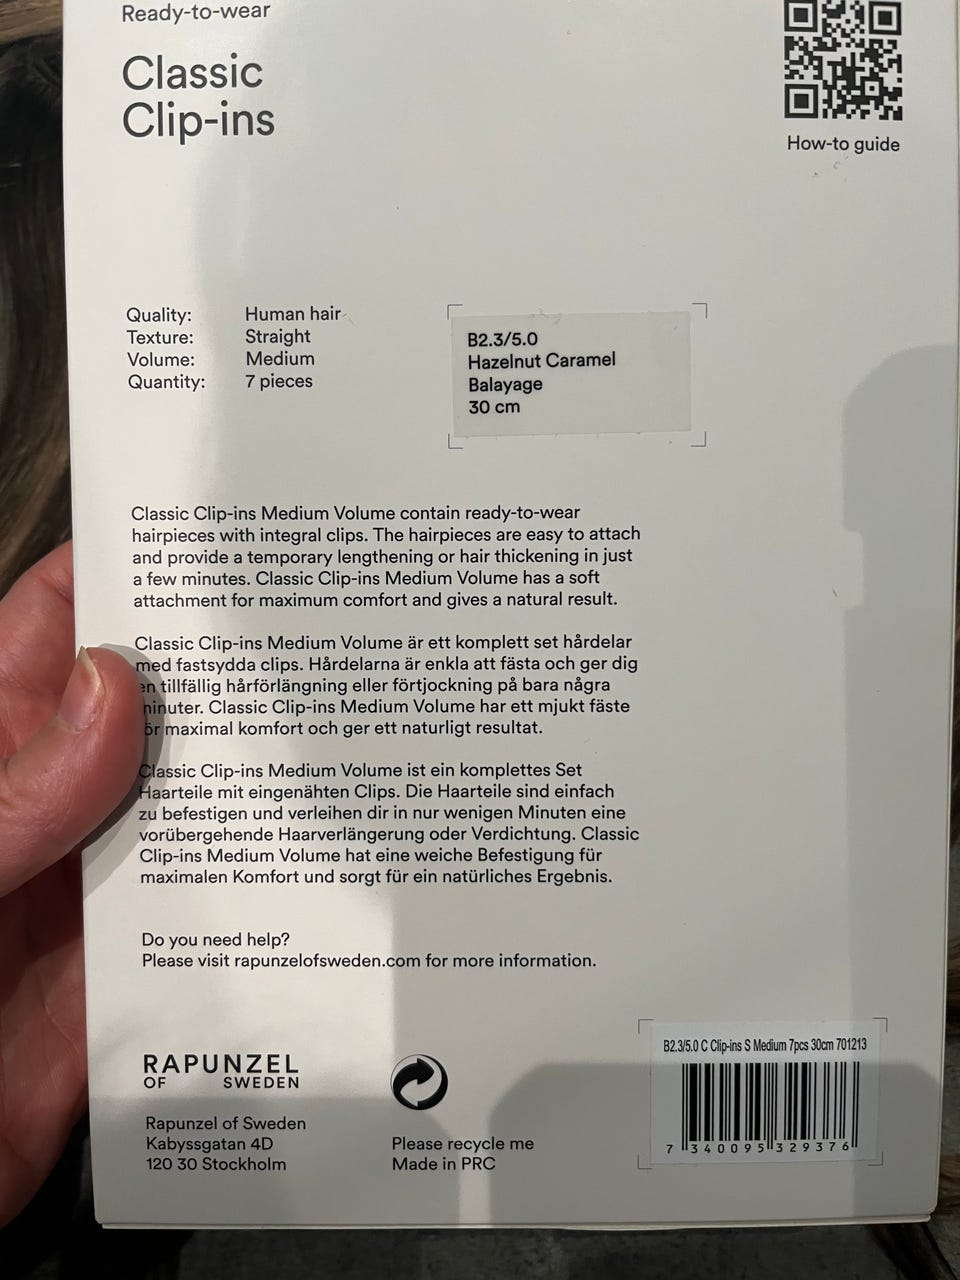 Ready-to-wear
Classic
Clip-ins
How-to guide
Quality: Human hair
Texture: Straight
Volume: Medium
Quantity: 7 pieces
B2.3/5.0
Hazelnut Caramel
Balayage
30 cm
Classic Clip-ins Medium Volume contain ready-to-wear
hairpieces with integral clips. The hairpieces are easy to attach
and provide a temporary lengthening or hair thickening in just
a few minutes. Classic Clip-ins Medium Volume has a soft
attachment for maximum comfort and gives a natural result.
Classic Clip-ins Medium Volume är ett komplett set hårdelar
med fastsydda clips. Hårdelarna är enkla att fästa och ger dig
en tillfällig hårförlängning eller förtjockning på bara några
minuter. Classic Clip-ins Medium Volume har ett mjukt fäste
för maximal komfort och ger ett naturligt resultat.
Classic Clip-ins Medium Volume ist ein komplettes Set
Haarteile mit eingenähten Clips. Die Haarteile sind einfach
zu befestigen und verleihen dir in nur wenigen Minuten eine
vorübergehende Haarverlängerung oder Verdichtung. Classic
Clip-ins Medium Volume hat eine weiche Befestigung für
maximalen Komfort und sorgt für ein natürliches Ergebnis.
Do you need help?
Please visit rapunzelofsweden.com for more information.
RAPUNZEL
OF SWEDEN
Rapunzel of Sweden
Kabyssgatan 4D
120 30 Stockholm
Please recycle me
Made in PRC
B2.3/5.0 C Clip-ins S Medium 7pcs 30cm 701213
7 340095 329376